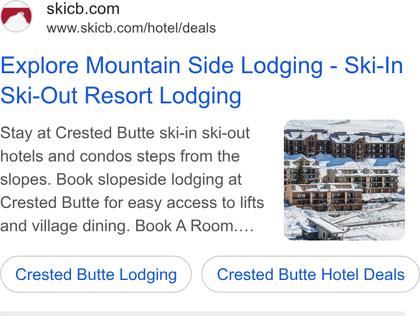 skicb.com
www.skicb.com/hotel/deals
Explore Mountain Side Lodging - Ski-In
Ski-Out Resort Lodging
Stay at Crested Butte ski-in ski-out
hotels and condos steps from the
slopes. Book slopeside lodging at
Crested Butte for easy access to lifts
and village dining. Book A Room....
Crested Butte Lodging
Crested Butte Hotel Deals